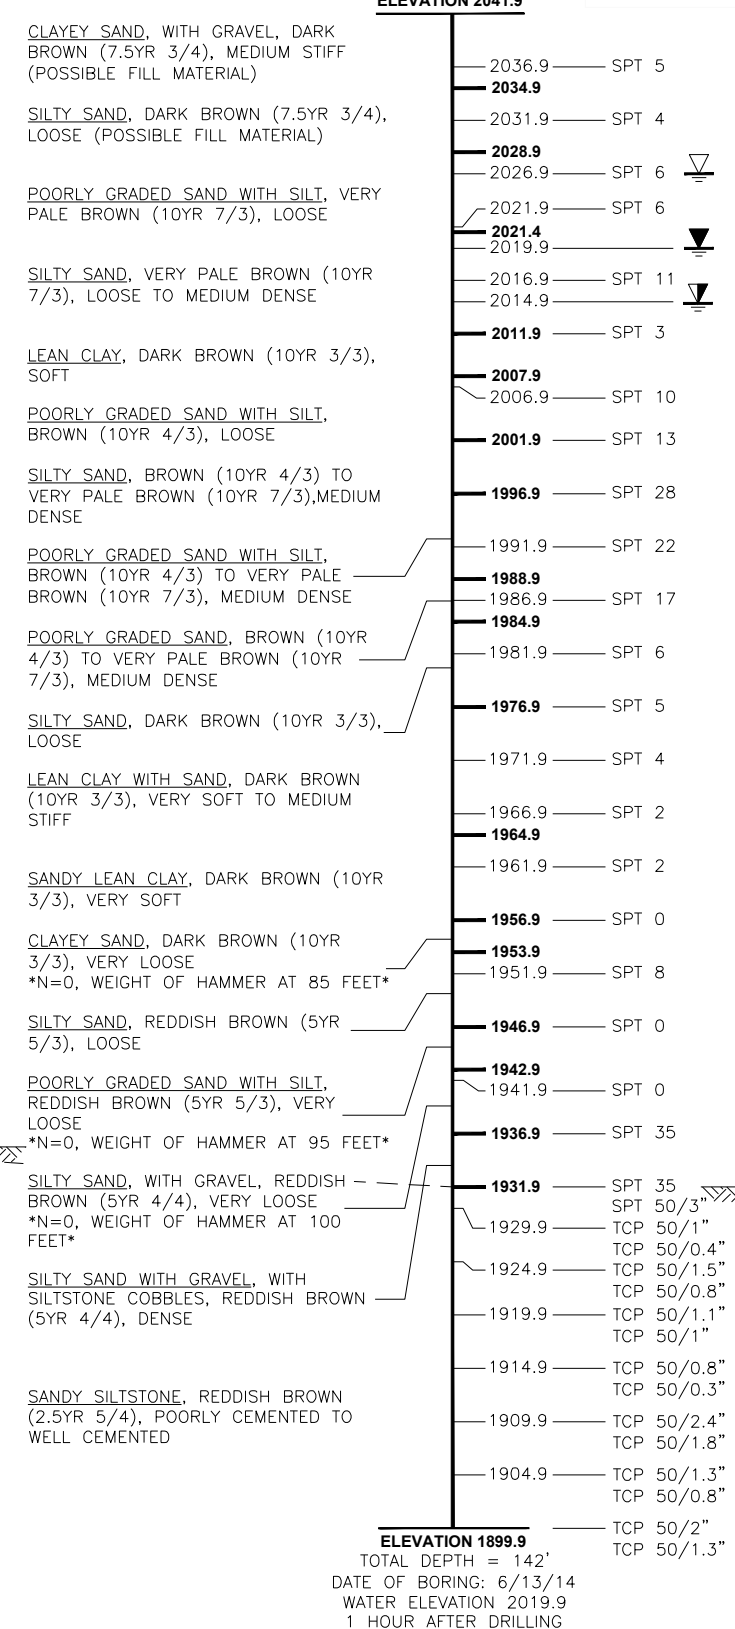 ELEVATION 2041.9
CLAYEY SAND, WITH GRAVEL, DARK
BROWN (7.5YR 3/4), MEDIUM STIFF
(POSSIBLE FILL MATERIAL)
2036.9 SPT 5
2034.9
SILTY SAND, DARK BROWN (7.5YR 3/4),
LOOSE (POSSIBLE FILL MATERIAL)
2031.9 SPT 4
2028.9
2026.9 SPT 6
POORLY GRADED SAND WITH SILT, VERY
PALE BROWN (10YR 7/3), LOOSE
2021.9 SPT 6
2021.4
2019.9
SILTY SAND, VERY PALE BROWN (10YR
7/3), LOOSE TO MEDIUM DENSE
2016.9 SPT 11
2014.9
2011.9 SPT 3
LEAN CLAY, DARK BROWN (10YR 3/3),
SOFT
2007.9
2006.9 SPT 10
POORLY GRADED SAND WITH SILT,
BROWN (10YR 4/3), LOOSE
2001.9 SPT 13
SILTY SAND, BROWN (10YR 4/3) TO
VERY PALE BROWN (10YR 7/3),MEDIUM
DENSE
1996.9 SPT 28
1991.9 SPT 22
POORLY GRADED SAND WITH SILT,
BROWN (10YR 4/3) TO VERY PALE
BROWN (10YR 7/3), MEDIUM DENSE
1988.9
1986.9 SPT 17
1984.9
POORLY GRADED SAND, BROWN (10YR
4/3) TO VERY PALE BROWN (10YR
7/3), MEDIUM DENSE
1981.9 SPT 6
1976.9 SPT 5
SILTY SAND, DARK BROWN (10YR 3/3),
LOOSE
1971.9 SPT 4
LEAN CLAY WITH SAND, DARK BROWN
(10YR 3/3), VERY SOFT TO MEDIUM
STIFF
1966.9 SPT 2
1964.9
1961.9 SPT 2
SANDY LEAN CLAY, DARK BROWN (10YR
3/3), VERY SOFT
1956.9 SPT 0
CLAYEY SAND, DARK BROWN (10YR
3/3), VERY LOOSE
*N=0, WEIGHT OF HAMMER AT 85 FEET*
1953.9
1951.9 SPT 8
SILTY SAND, REDDISH BROWN (5YR
5/3), LOOSE
1946.9 SPT 0
1942.9
1941.9 SPT 0
POORLY GRADED SAND WITH SILT,
REDDISH BROWN (5YR 5/3), VERY
LOOSE
*N=0, WEIGHT OF HAMMER AT 95 FEET*
1936.9 SPT 35
SILTY SAND, WITH GRAVEL, REDDISH
BROWN (5YR 4/4), VERY LOOSE
*N=0, WEIGHT OF HAMMER AT 100
FEET*
1931.9 SPT 35
SPT 50/3"
1929.9 TCP 50/1"
TCP 50/0.4"
SILTY SAND WITH GRAVEL, WITH
SILTSTONE COBBLES, REDDISH BROWN
(5YR 4/4), DENSE
1924.9 TCP 50/1.5"
TCP 50/0.8"
1919.9 TCP 50/1.1"
TCP 50/1"
1914.9 TCP 50/0.8"
TCP 50/0.3"
SANDY SILTSTONE, REDDISH BROWN
(2.5YR 5/4), POORLY CEMENTED TO
WELL CEMENTED
1909.9 TCP 50/2.4"
TCP 50/1.8"
1904.9 TCP 50/1.3"
TCP 50/0.8"
TCP 50/2"
TCP 50/1.3"
ELEVATION 1899.9
TOTAL DEPTH = 142'
DATE OF BORING: 6/13/14
WATER ELEVATION 2019.9
1 HOUR AFTER DRILLING